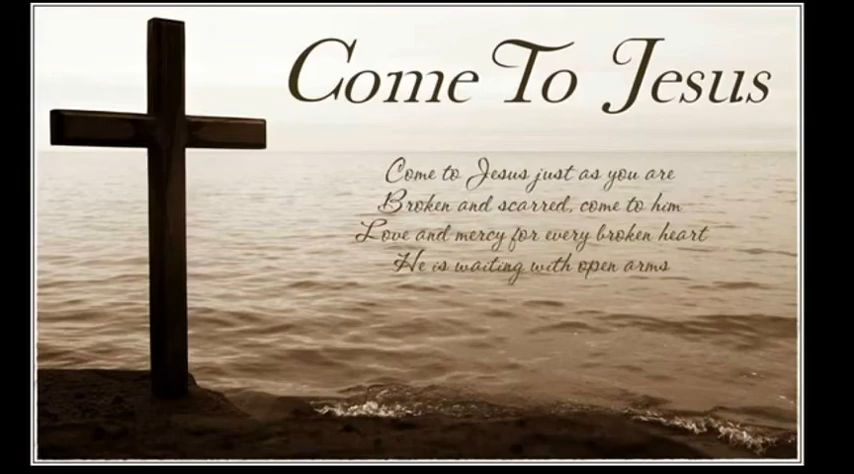 Come To Jesus
Come to Jesus just as you are
Broken and scarred, come to him
Love and mercy for every broken heart
He is waiting with open arms